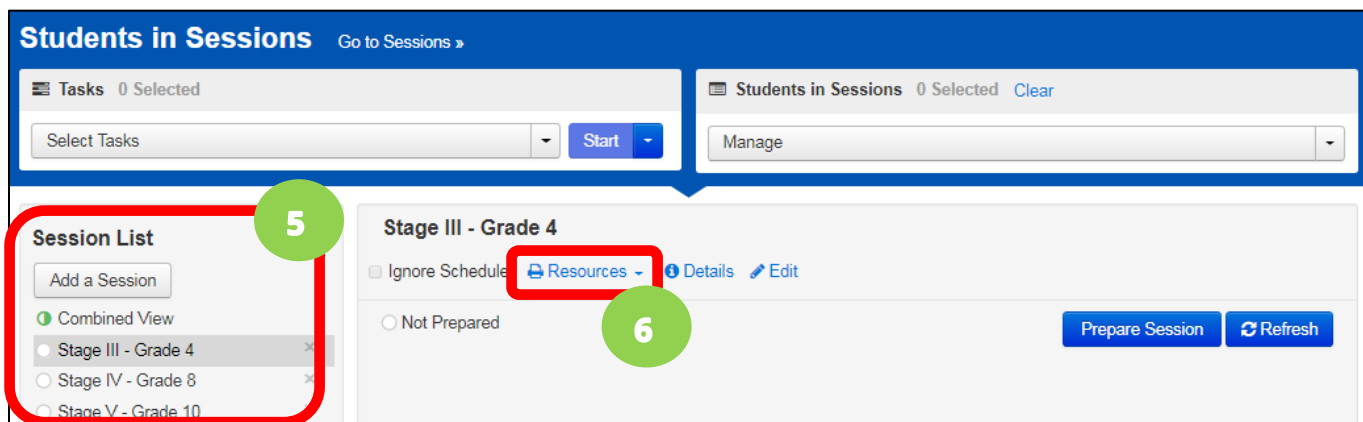 Students in Sessions Go to Sessions »
Tasks 0 Selected
Select Tasks
Start
Students in Sessions 0 Selected Clear
Manage
5
Session List
Add a Session
Combined View
Stage III - Grade 4 ×
Stage IV - Grade 8 ×
Stage V - Grade 10
Stage III - Grade 4
Ignore Schedule Resources Details Edit
6
Not Prepared
Prepare Session Refresh